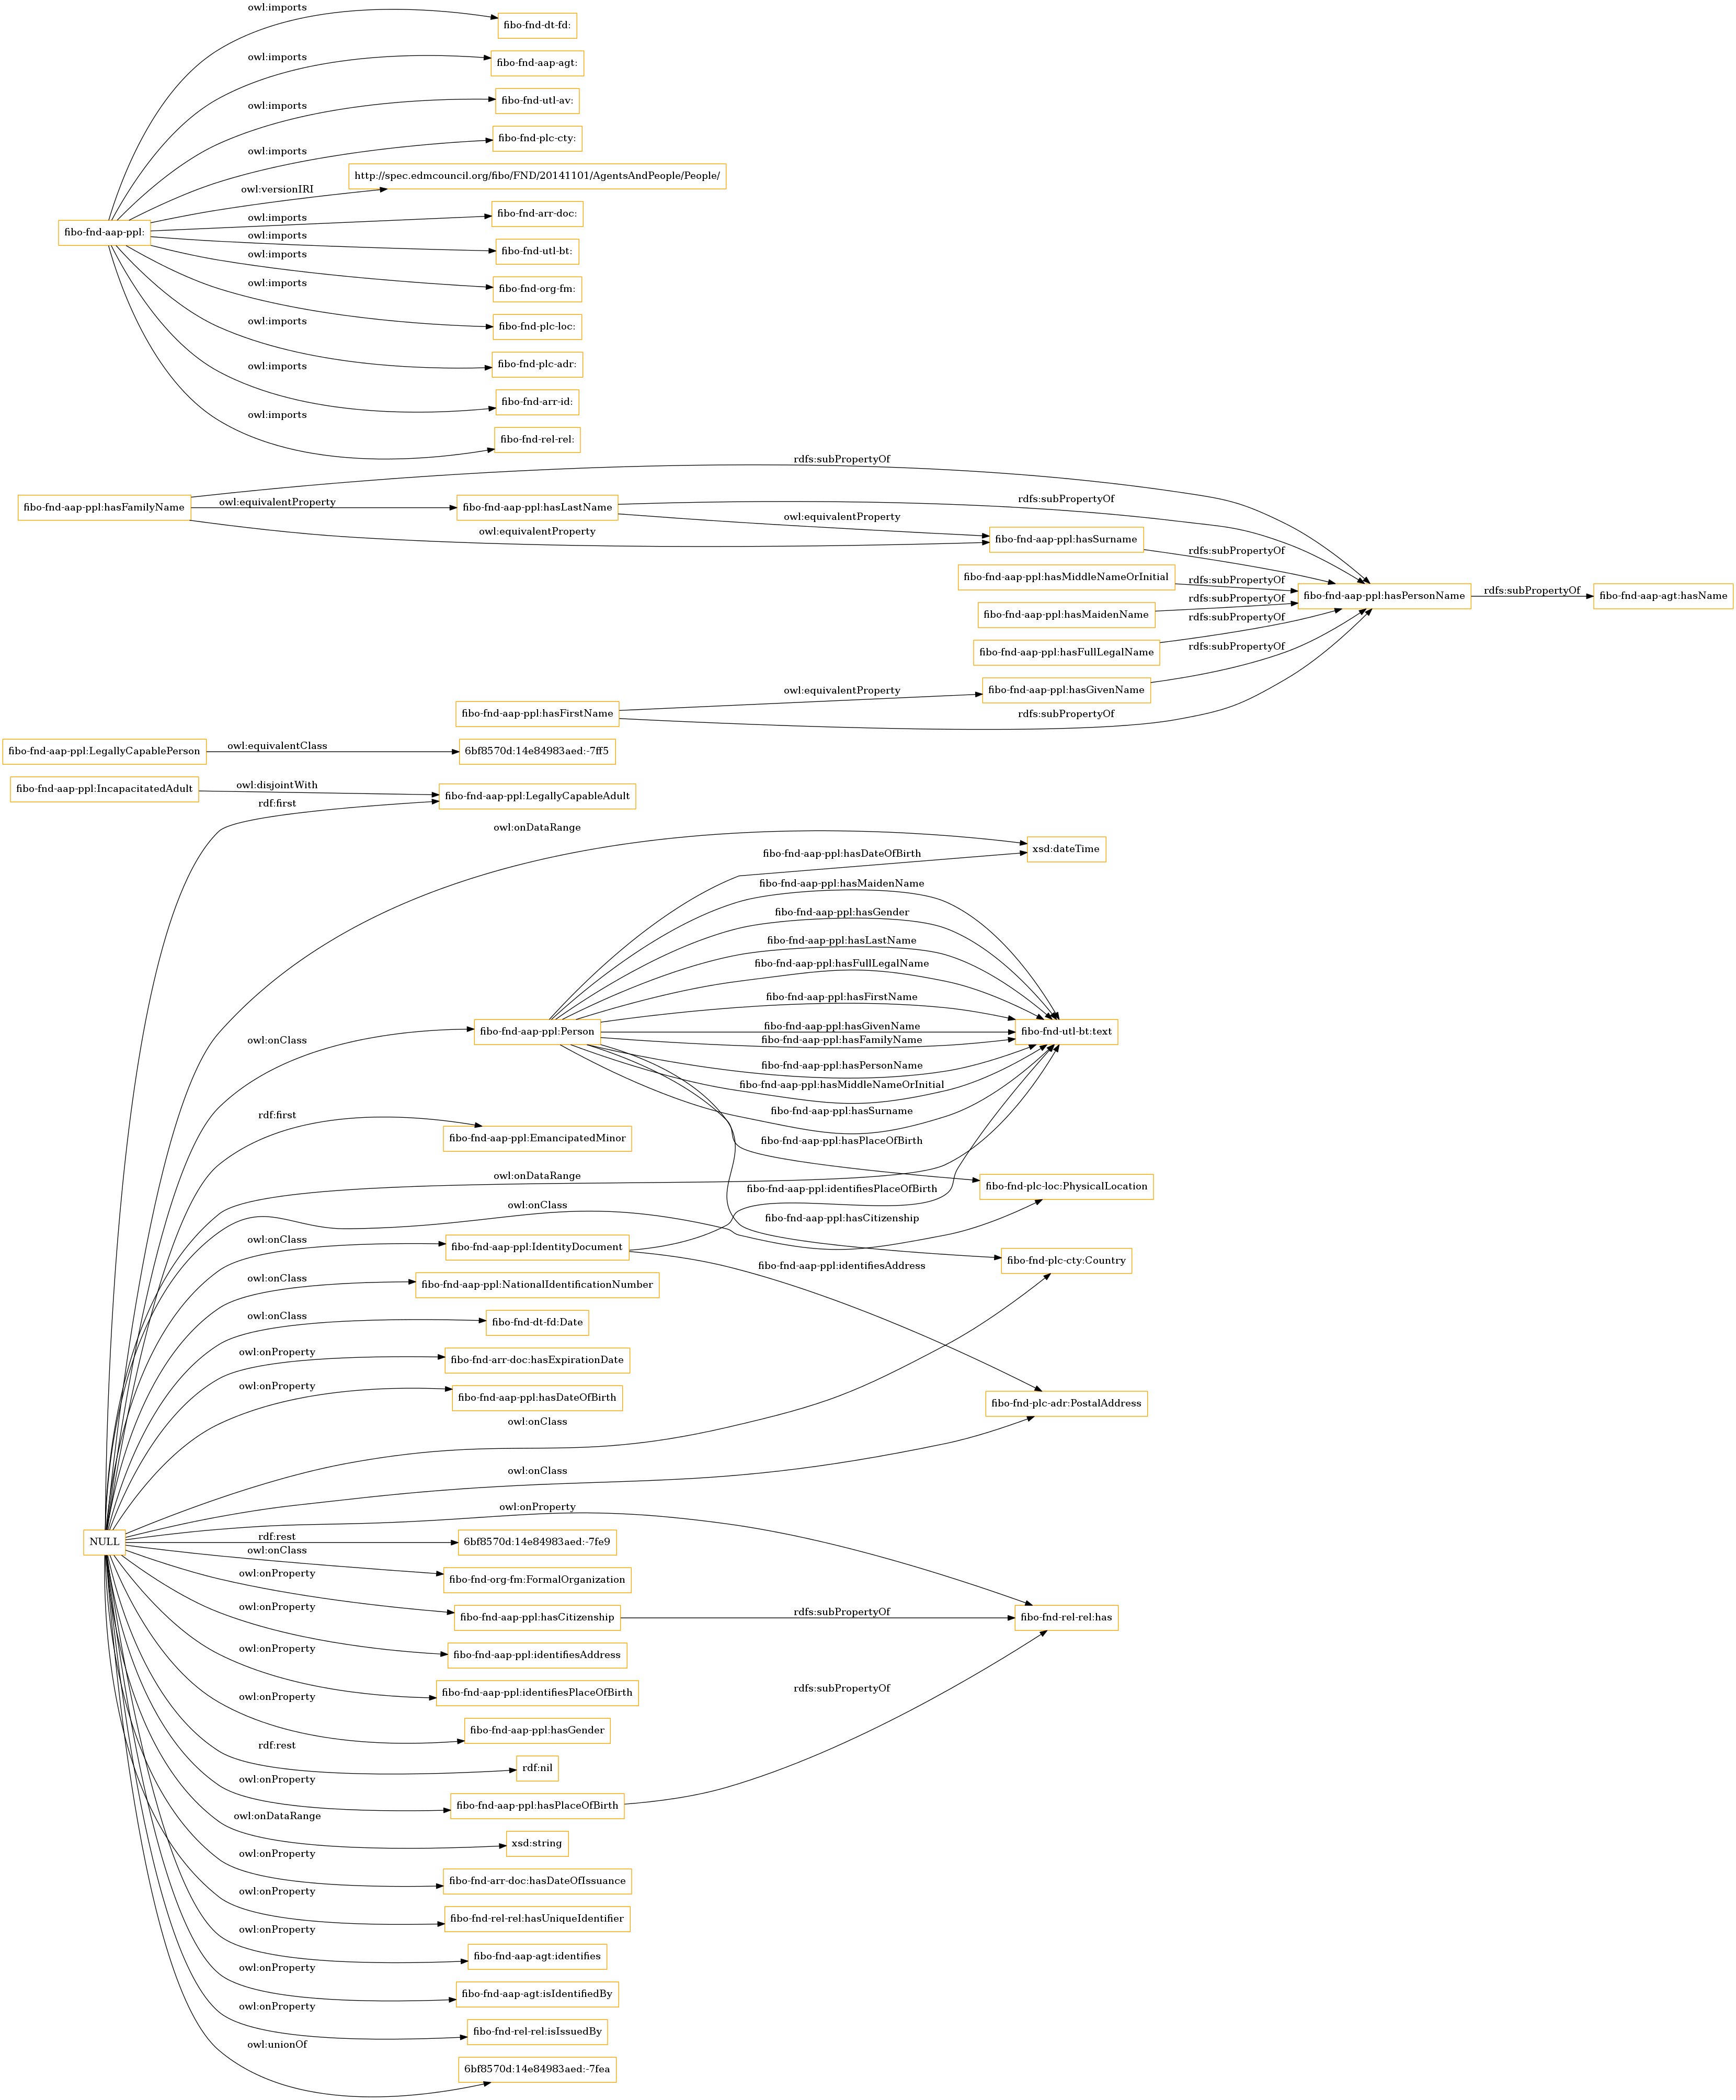 owl:imports
fibo-fnd-dt-fd:
owl:imports
fibo-fnd-aap-agt:
owl:imports
fibo-fnd-utl-av:
owl:imports
fibo-fnd-plc-cty:
owl:versionIRI
http://spec.edmcouncil.org/fibo/FND/20141101/AgentsAndPeople/People/
fibo-fnd-aap-ppl:
owl:imports
fibo-fnd-arr-doc:
owl:imports
fibo-fnd-utl-bt:
owl:imports
fibo-fnd-org-fm:
owl:imports
fibo-fnd-plc-loc:
owl:imports
fibo-fnd-plc-adr:
owl:imports
fibo-fnd-arr-id:
owl:imports
fibo-fnd-rel-rel:
rdfs:subPropertyOf
fibo-fnd-aap-ppl:hasFamilyName
owl:equivalentProperty
fibo-fnd-aap-ppl:hasLastName
rdfs:subPropertyOf
owl:equivalentProperty
owl:equivalentProperty
fibo-fnd-aap-ppl:hasSurname
rdfs:subPropertyOf
fibo-fnd-aap-ppl:hasMiddleNameOrInitial
rdfs:subPropertyOf
fibo-fnd-aap-ppl:hasPersonName
rdfs:subPropertyOf
fibo-fnd-aap-agt:hasName
fibo-fnd-aap-ppl:hasMaidenName
rdfs:subPropertyOf
fibo-fnd-aap-ppl:hasFullLegalName
rdfs:subPropertyOf
fibo-fnd-aap-ppl:hasGivenName
rdfs:subPropertyOf
fibo-fnd-aap-ppl:hasFirstName
owl:equivalentProperty
rdfs:subPropertyOf
fibo-fnd-aap-ppl:LegallyCapablePerson
owl:equivalentClass
6bf8570d:14e84983aed:-7ff5
fibo-fnd-aap-ppl:IncapacitatedAdult
owl:disjointWith
fibo-fnd-aap-ppl:LegallyCapableAdult
rdf:first
owl:onDataRange
xsd:dateTime
fibo-fnd-aap-ppl:hasDateOfBirth
fibo-fnd-aap-ppl:hasMaidenName
fibo-fnd-aap-ppl:hasGender
fibo-fnd-aap-ppl:hasLastName
fibo-fnd-aap-ppl:hasFullLegalName
fibo-fnd-aap-ppl:hasFirstName
owl:onClass
fibo-fnd-aap-ppl:Person
fibo-fnd-aap-ppl:hasGivenName
fibo-fnd-utl-bt:text
fibo-fnd-aap-ppl:hasFamilyName
fibo-fnd-aap-ppl:hasPersonName
fibo-fnd-aap-ppl:hasMiddleNameOrInitial
fibo-fnd-aap-ppl:hasSurname
rdf:first
fibo-fnd-aap-ppl:EmancipatedMinor
fibo-fnd-aap-ppl:hasPlaceOfBirth
owl:onDataRange
fibo-fnd-aap-ppl:identifiesPlaceOfBirth
fibo-fnd-plc-loc:PhysicalLocation
owl:onClass
fibo-fnd-aap-ppl:hasCitizenship
owl:onClass
fibo-fnd-aap-ppl:IdentityDocument
fibo-fnd-plc-cty:Country
fibo-fnd-aap-ppl:identifiesAddress
owl:onClass
fibo-fnd-aap-ppl:NationalIdentificationNumber
owl:onClass
fibo-fnd-dt-fd:Date
owl:onProperty
fibo-fnd-arr-doc:hasExpirationDate
owl:onProperty
fibo-fnd-aap-ppl:hasDateOfBirth
fibo-fnd-plc-adr:PostalAddress
owl:onClass
owl:onClass
owl:onProperty
NULL
rdf:rest
6bf8570d:14e84983aed:-7fe9
owl:onClass
fibo-fnd-org-fm:FormalOrganization
owl:onProperty
fibo-fnd-aap-ppl:hasCitizenship
rdfs:subPropertyOf
fibo-fnd-rel-rel:has
owl:onProperty
fibo-fnd-aap-ppl:identifiesAddress
owl:onProperty
fibo-fnd-aap-ppl:identifiesPlaceOfBirth
rdfs:subPropertyOf
owl:onProperty
fibo-fnd-aap-ppl:hasGender
rdf:rest
rdf:nil
owl:onProperty
fibo-fnd-aap-ppl:hasPlaceOfBirth
owl:onDataRange
xsd:string
owl:onProperty
fibo-fnd-arr-doc:hasDateOfIssuance
owl:onProperty
fibo-fnd-rel-rel:hasUniqueIdentifier
owl:onProperty
fibo-fnd-aap-agt:identifies
owl:onProperty
fibo-fnd-aap-agt:isIdentifiedBy
owl:onProperty
fibo-fnd-rel-rel:isIssuedBy
owl:unionOf
6bf8570d:14e84983aed:-7fea